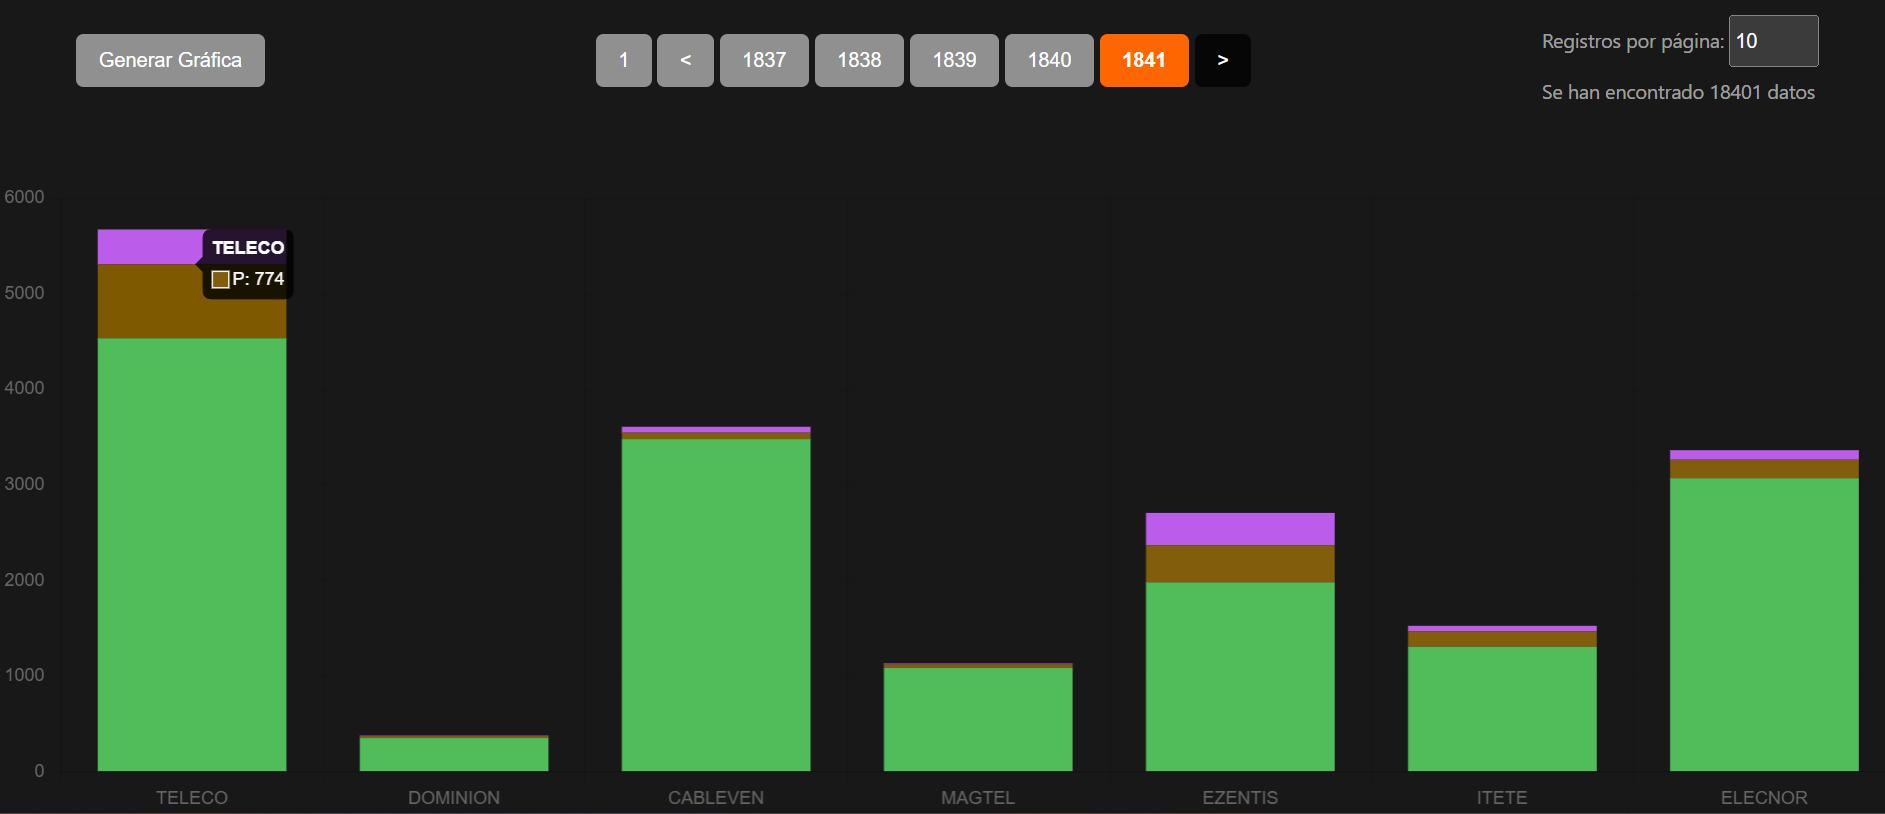 Generar Gráfica
1 < 1837 1838 1839 1840 1841 >
Registros por página: 10
Se han encontrado 18401 datos
6000
5000
4000
3000
2000
1000
0
TELECO
P: 774
TELECO DOMINION CABLEVEN MAGTEL EZENTIS ITETE ELECNOR